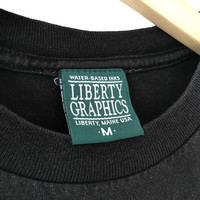 WATER-BASED INKS
LIBERTY
GRAPHICS
LIBERTY, MAINE USA
·M·